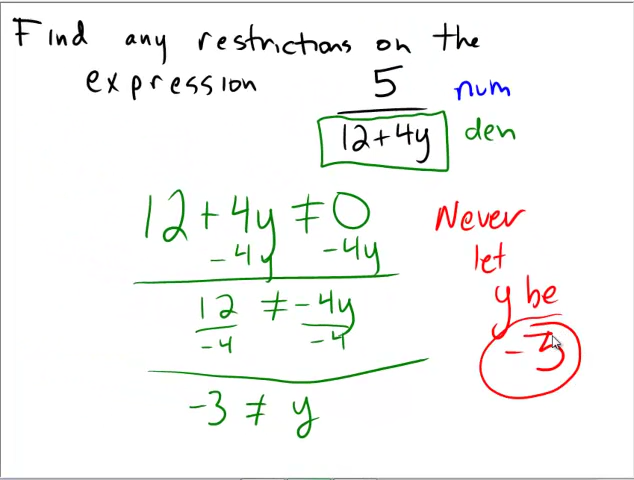 Find any restrictions on the
expression 5 num
12+4y den
12 + 4y ≠ 0
-4y -4y
12 ≠ -4y
-4 -4
-3 ≠ y
Never
let
y be
-3